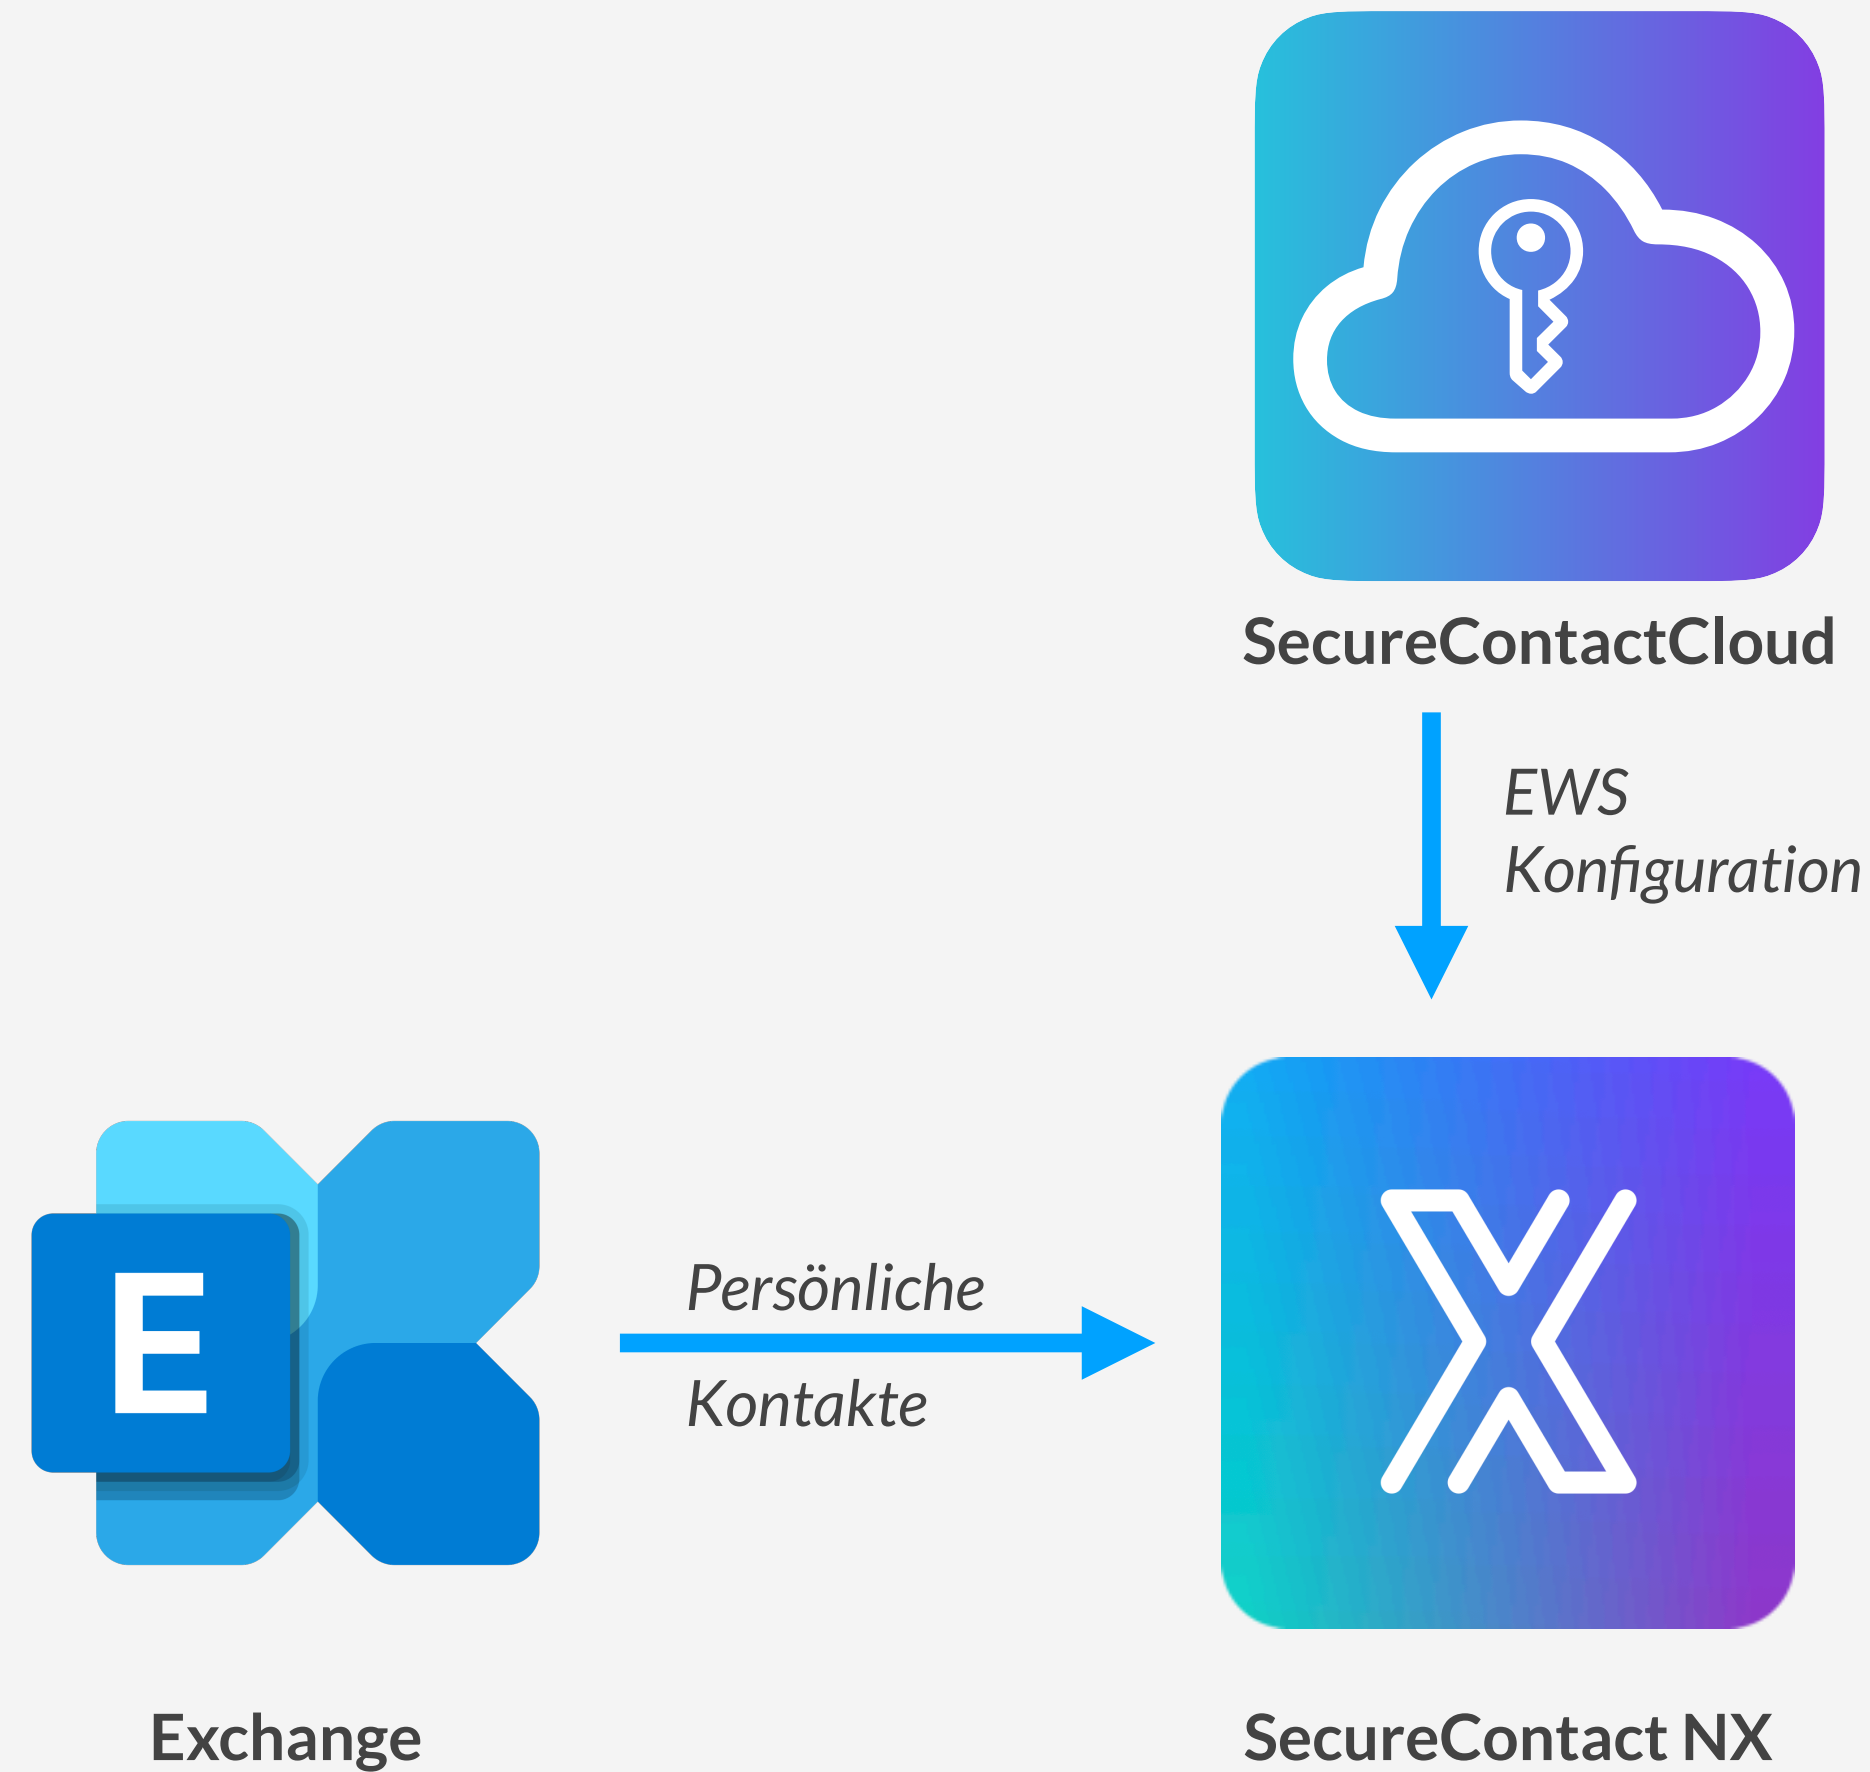 SecureContactCloud
EWS
Konfiguration
E
Persönliche
Kontakte
Exchange
SecureContact NX